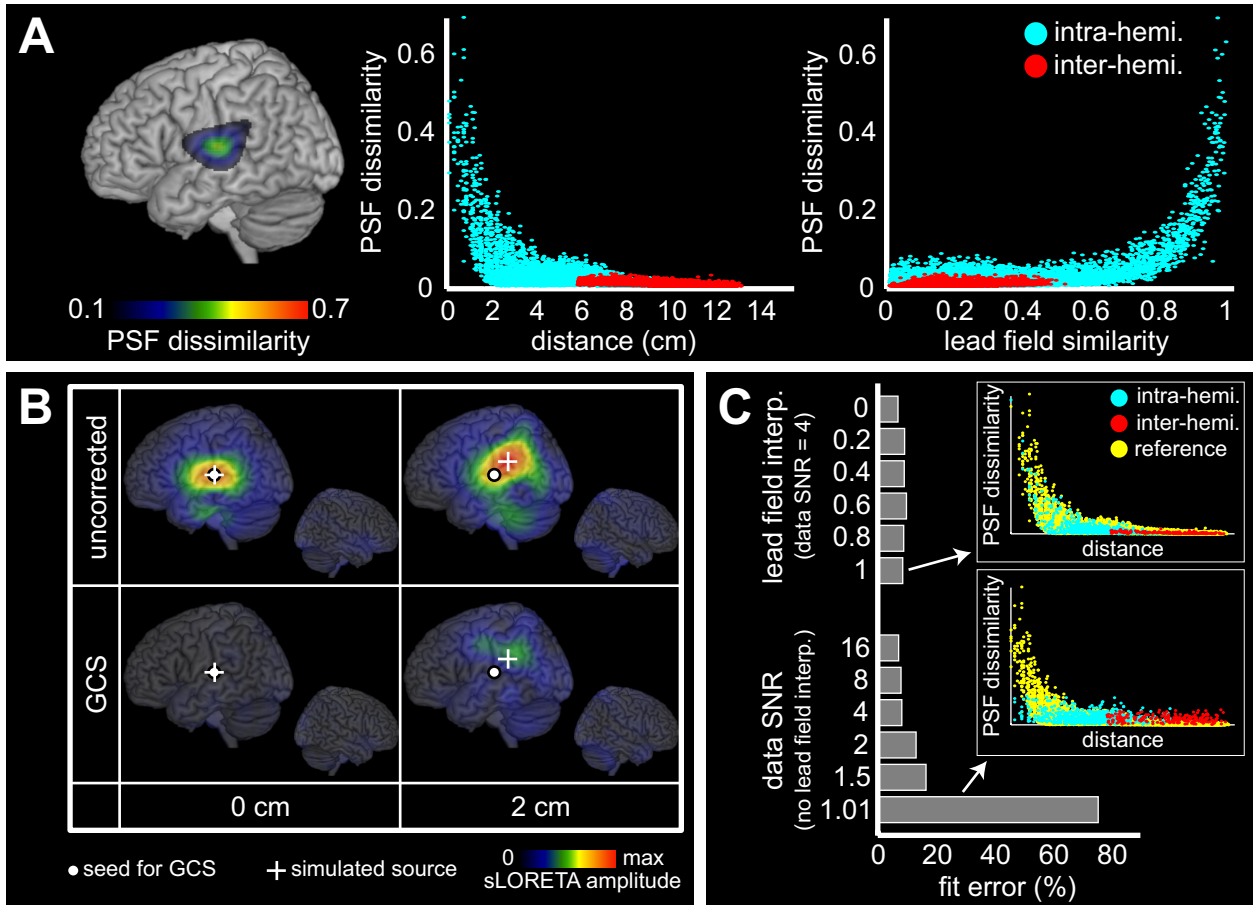 A
0.1
0.7
PSF dissimilarity
PSF dissimilarity
0.6
0.4
0.2
0
0 2 4 6 8 10 12 14
distance (cm)
PSF dissimilarity
0.6
0.4
0.2
0
0 0.2 0.4 0.6 0.8 1
lead field similarity
intra-hemi.
inter-hemi.
B
uncorrected
GCS
0 cm
2 cm
seed for GCS
simulated source
0 max
sLORETA amplitude
C
lead field interp.
(data SNR = 4)
0
0.2
0.4
0.6
0.8
1
data SNR
(no lead field interp.)
16
8
4
2
1.5
1.01
0 20 40 60 80
fit error (%)
PSF dissimilarity
distance
intra-hemi.
inter-hemi.
reference
PSF dissimilarity
distance